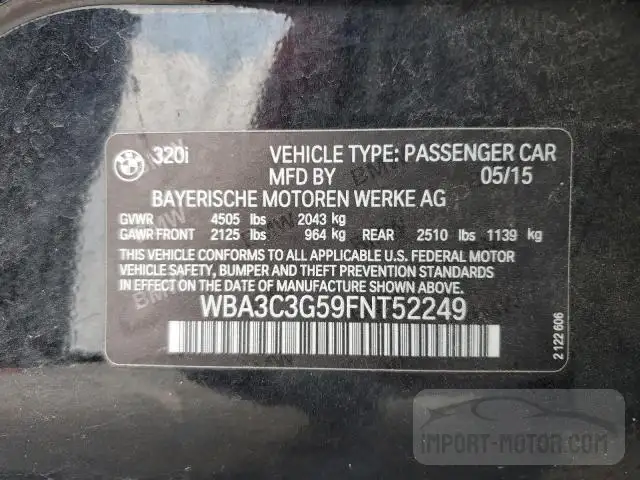 320i VEHICLE TYPE: PASSENGER CAR
MFD BY 05/15
BAYERISCHE MOTOREN WERKE AG
GVWR 4505 lbs 2043 kg
GAWR FRONT 2125 lbs 964 kg REAR 2510 lbs 1139 kg
THIS VEHICLE CONFORMS TO ALL APPLICABLE U.S. FEDERAL MOTOR
VEHICLE SAFETY, BUMPER AND THEFT PREVENTION STANDARDS
IN EFFECT ON THE DATE OF MANUFACTURE SHOWN ABOVE.
WBA3C3G59FNT52249
2 122 606
IMPORT-MOTOR.COM